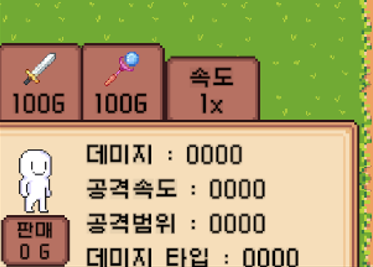 100G 100G 속도
1x
데미지 : 0000
공격속도 : 0000
공격범위 : 0000
데미지 타입 : 0000
판매
0 G